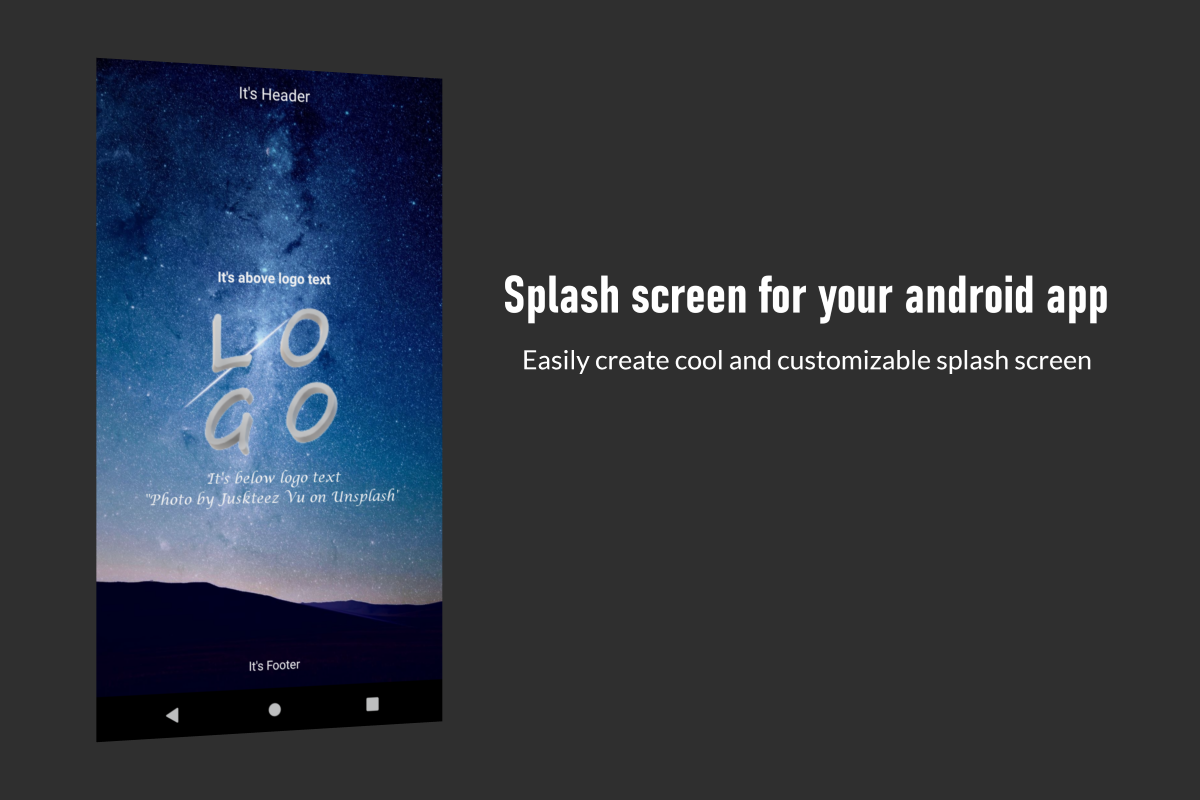 It's Header
It's above logo text
LO
GO
It's below logo text
"Photo by Juskteez Vu on Unsplash"
It's Footer
Splash screen for your android app
Easily create cool and customizable splash screen